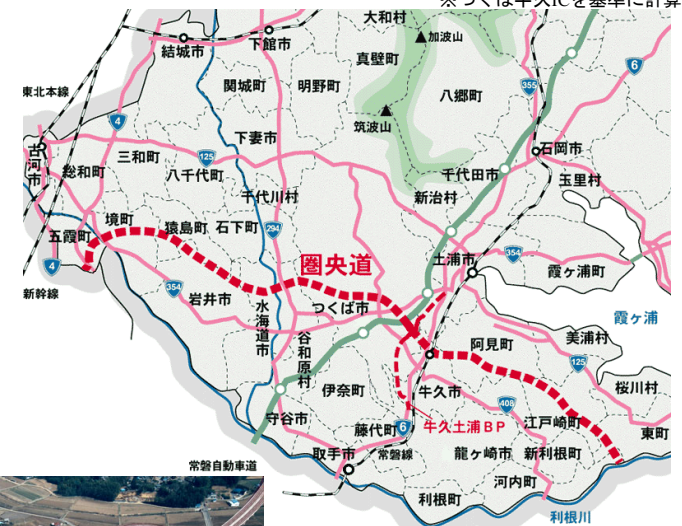 ※つくば牛久ICを基準に計算
大和村
結城市
下館市
▲加波山
真壁町
関城町
明野町
八郷町
東北本線
4
355
6
筑波山
下妻市
古河市
総和町
三和町
125
八千代町
石岡市
玉里村
千代田市
千代川村
新治村
境町
猿島町
石下町
294
五霞町
土浦市
354
圏央道
霞ヶ浦町
4
新幹線
354
岩井市
水海道市
つくば市
霞ヶ浦
谷和原村
阿見町
美浦村
125
伊奈町
牛久市
桜川村
408
守谷市
江戸崎町
藤代町
6
牛久土浦BP
東町
常磐自動車道
取手市
常磐線
龍ヶ崎市
新利根町
河内町
利根町
利根川